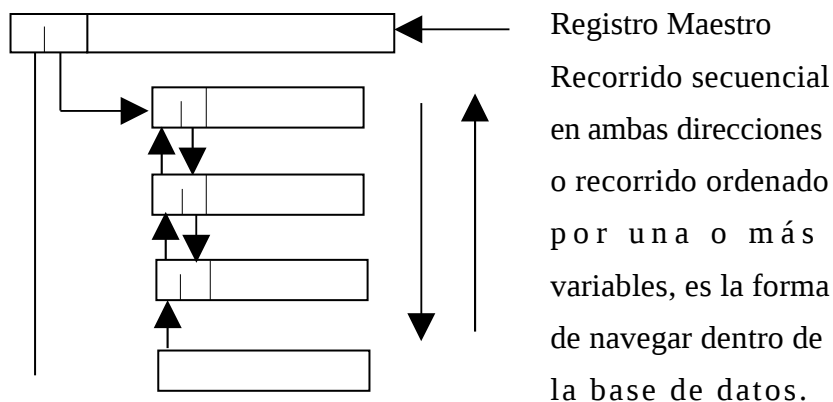 Registro Maestro
Recorrido secuencial
en ambas direcciones
o recorrido ordenado
por una o más
variables, es la forma
de navegar dentro de
la base de datos.